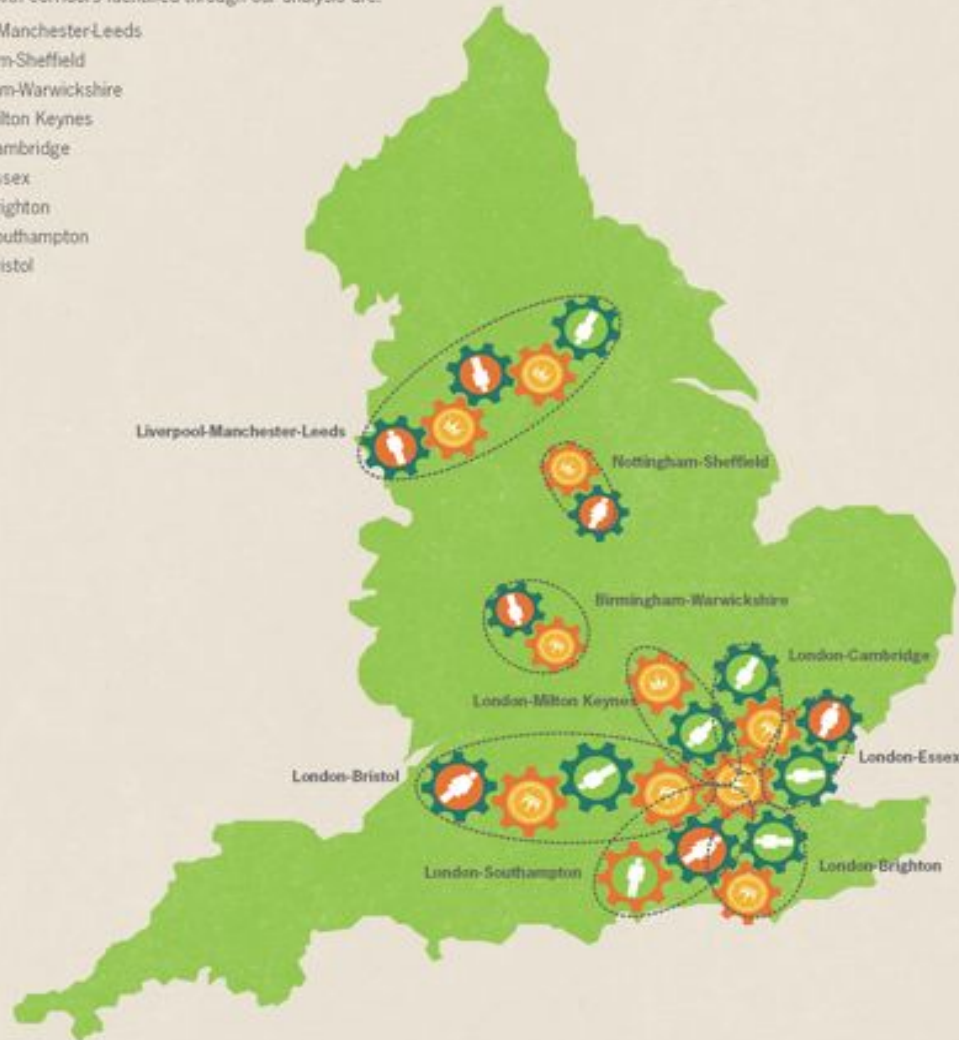 Manchester-Leeds
m-Sheffield
m-Warwickshire
lton Keynes
ambridge
ssex
ighton
outhampton
istol
Liverpool-Manchester-Leeds
Nottingham-Sheffield
Birmingham-Warwickshire
London-Cambridge
London-Milton Keynes
London-Essex
London-Bristol
London-Southampton
London-Brighton